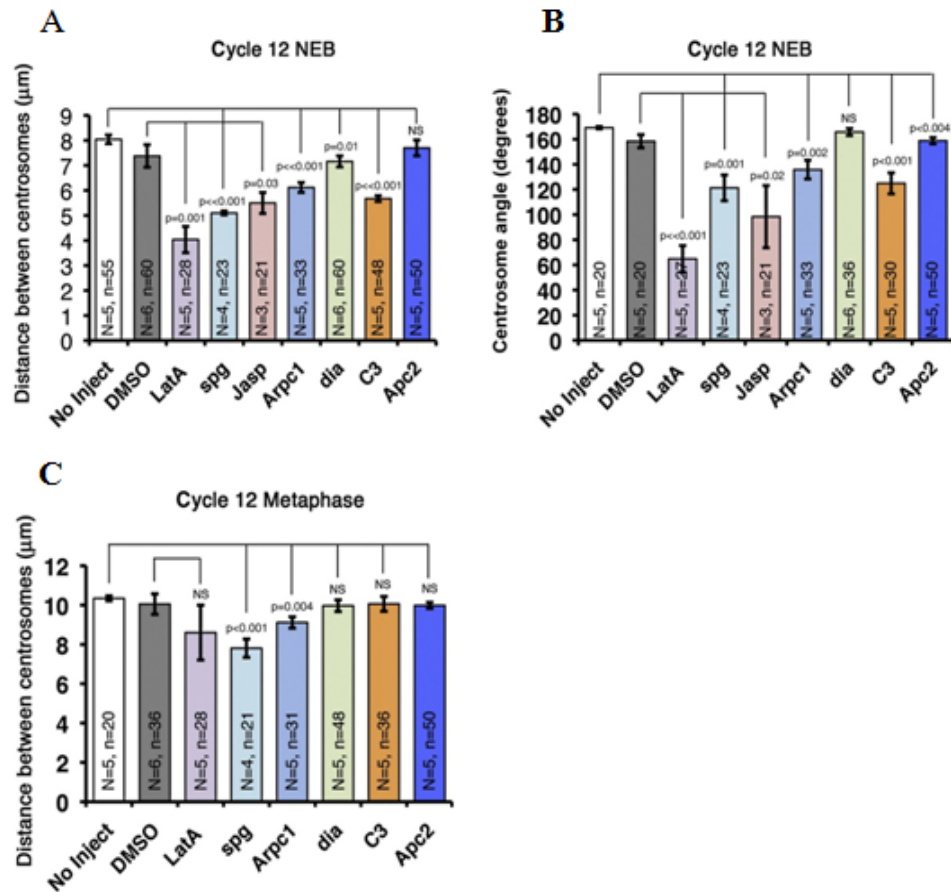 A
Cycle 12 NEB
Distance between centrosomes (μm)
9
8
7
6
5
4
3
2
1
0
NS
p=0.01
p<<0.001
p<<0.001
p=0.03
p<<0.001
p=0.001
N=5, n=55
N=6, n=60
N=5, n=28
N=4, n=23
N=3, n=21
N=5, n=33
N=6, n=60
N=5, n=48
N=5, n=50
No Inject
DMSO
LatA
spg
Jasp
Arpc1
dia
C3
Apc2
B
Cycle 12 NEB
Centrosome angle (degrees)
180
160
140
120
100
80
60
40
20
0
NS
p<0.004
p=0.001
p=0.002
p<0.001
p=0.02
p<<0.001
N=5, n=20
N=5, n=20
N=5, n=27
N=4, n=23
N=3, n=21
N=5, n=33
N=6, n=36
N=5, n=30
N=5, n=50
No Inject
DMSO
LatA
spg
Jasp
Arpc1
dia
C3
Apc2
C
Cycle 12 Metaphase
Distance between centrosomes (μm)
12
10
8
6
4
2
0
NS
p<0.001
p=0.004
NS
NS
NS
N=5, n=20
N=6, n=36
N=5, n=28
N=4, n=21
N=5, n=31
N=5, n=48
N=5, n=36
N=5, n=50
No Inject
DMSO
LatA
spg
Arpc1
dia
C3
Apc2